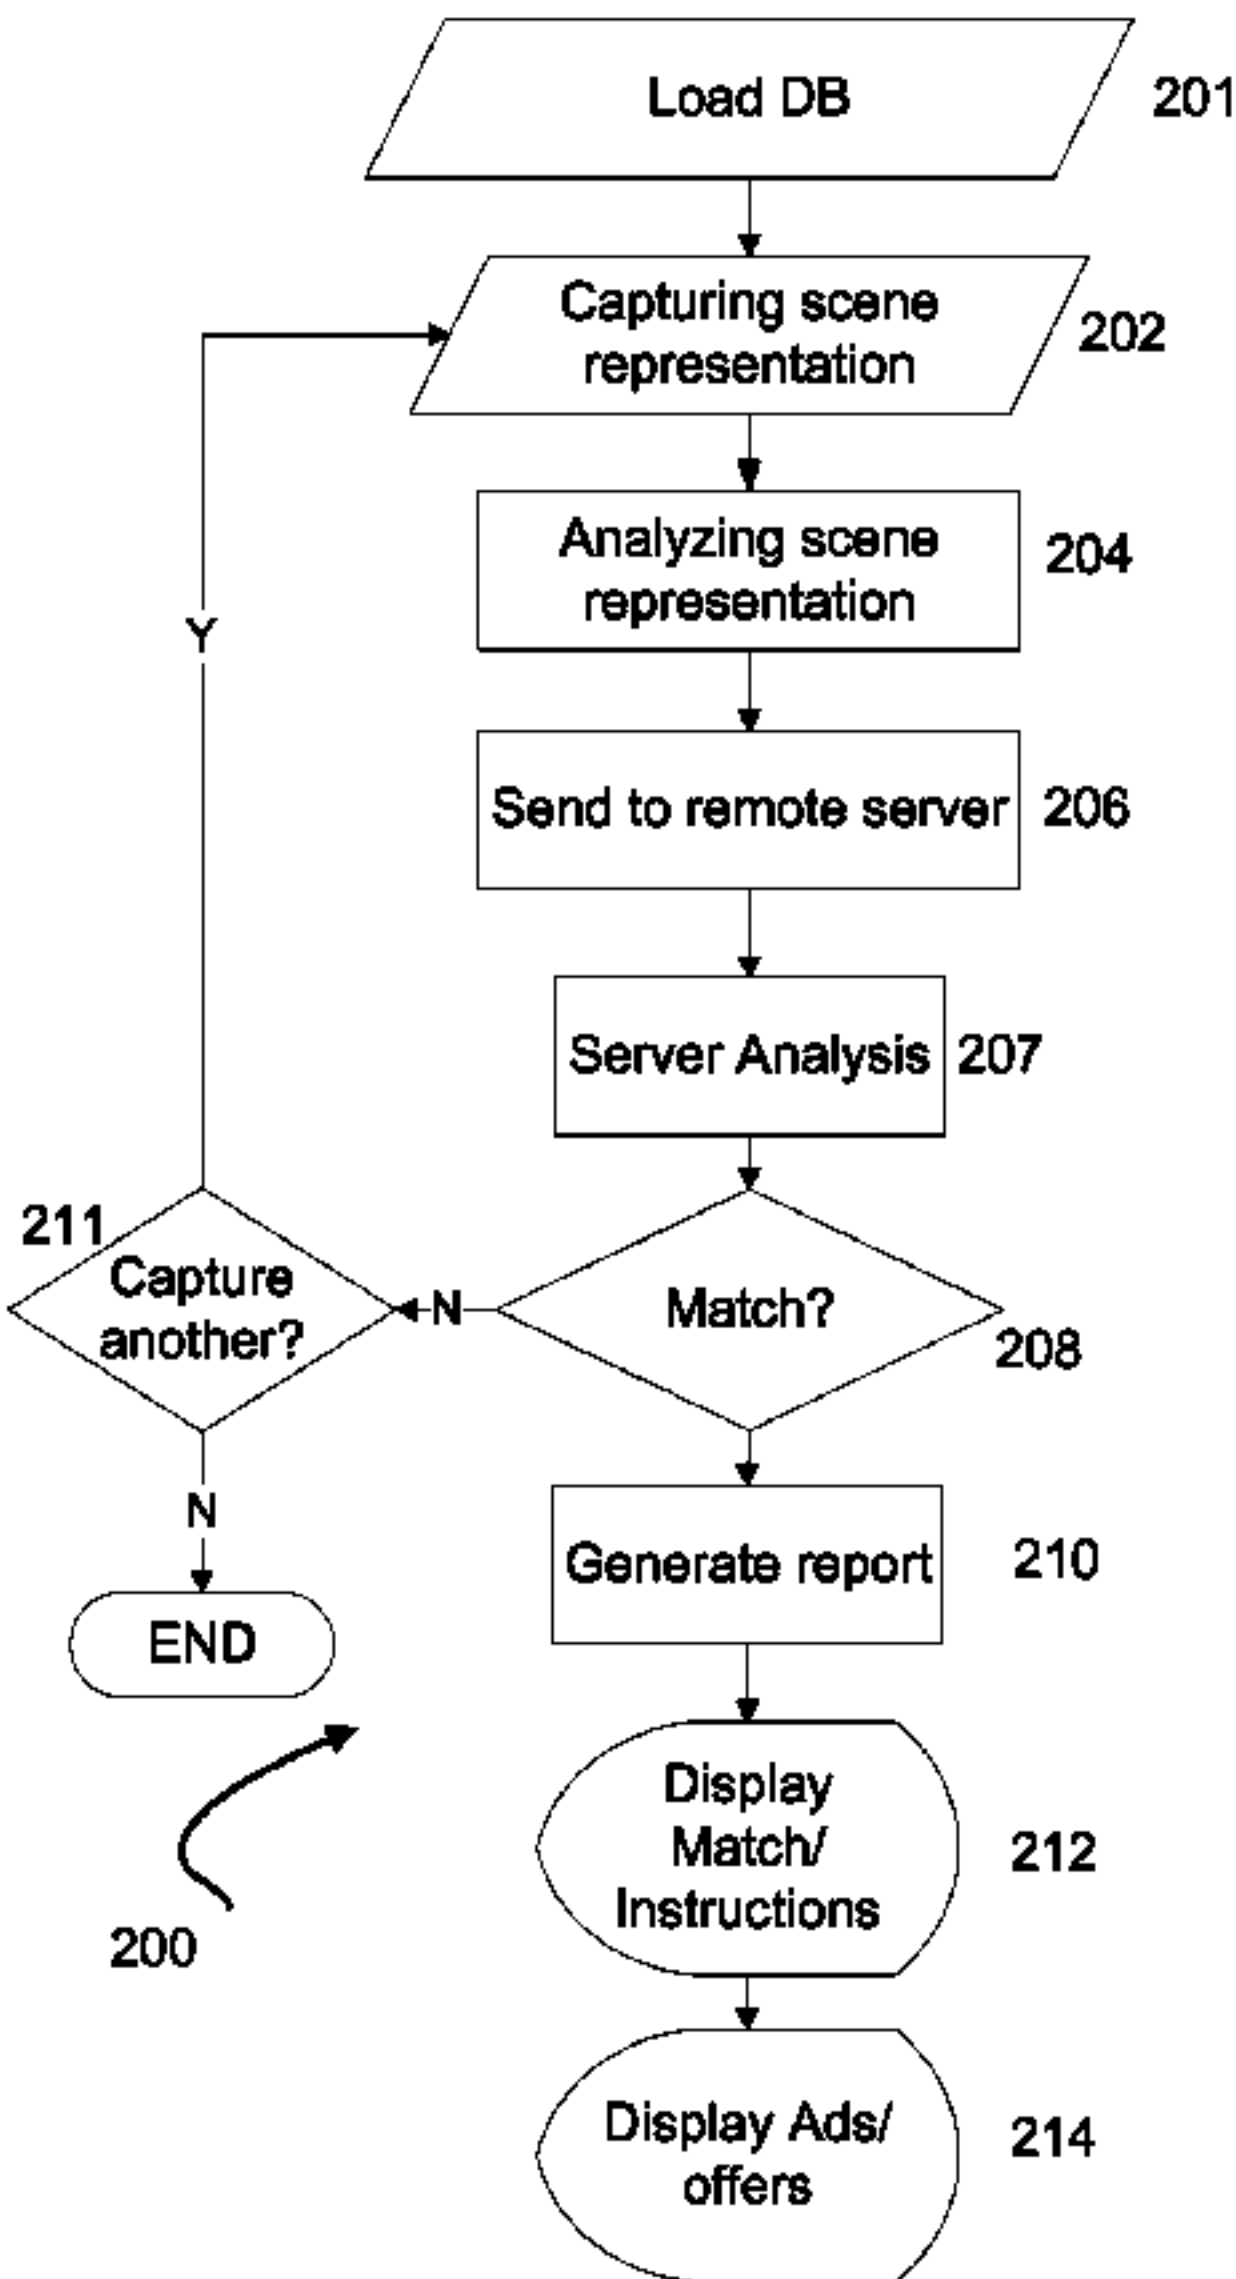 Load DB
201
Capturing scene
representation
202
Analyzing scene
representation
204
Y
Send to remote server
206
Server Analysis
207
211
Capture
another?
N
Match?
208
N
Generate report
210
END
Display
Match/
Instructions
212
200
Display Ads/
offers
214